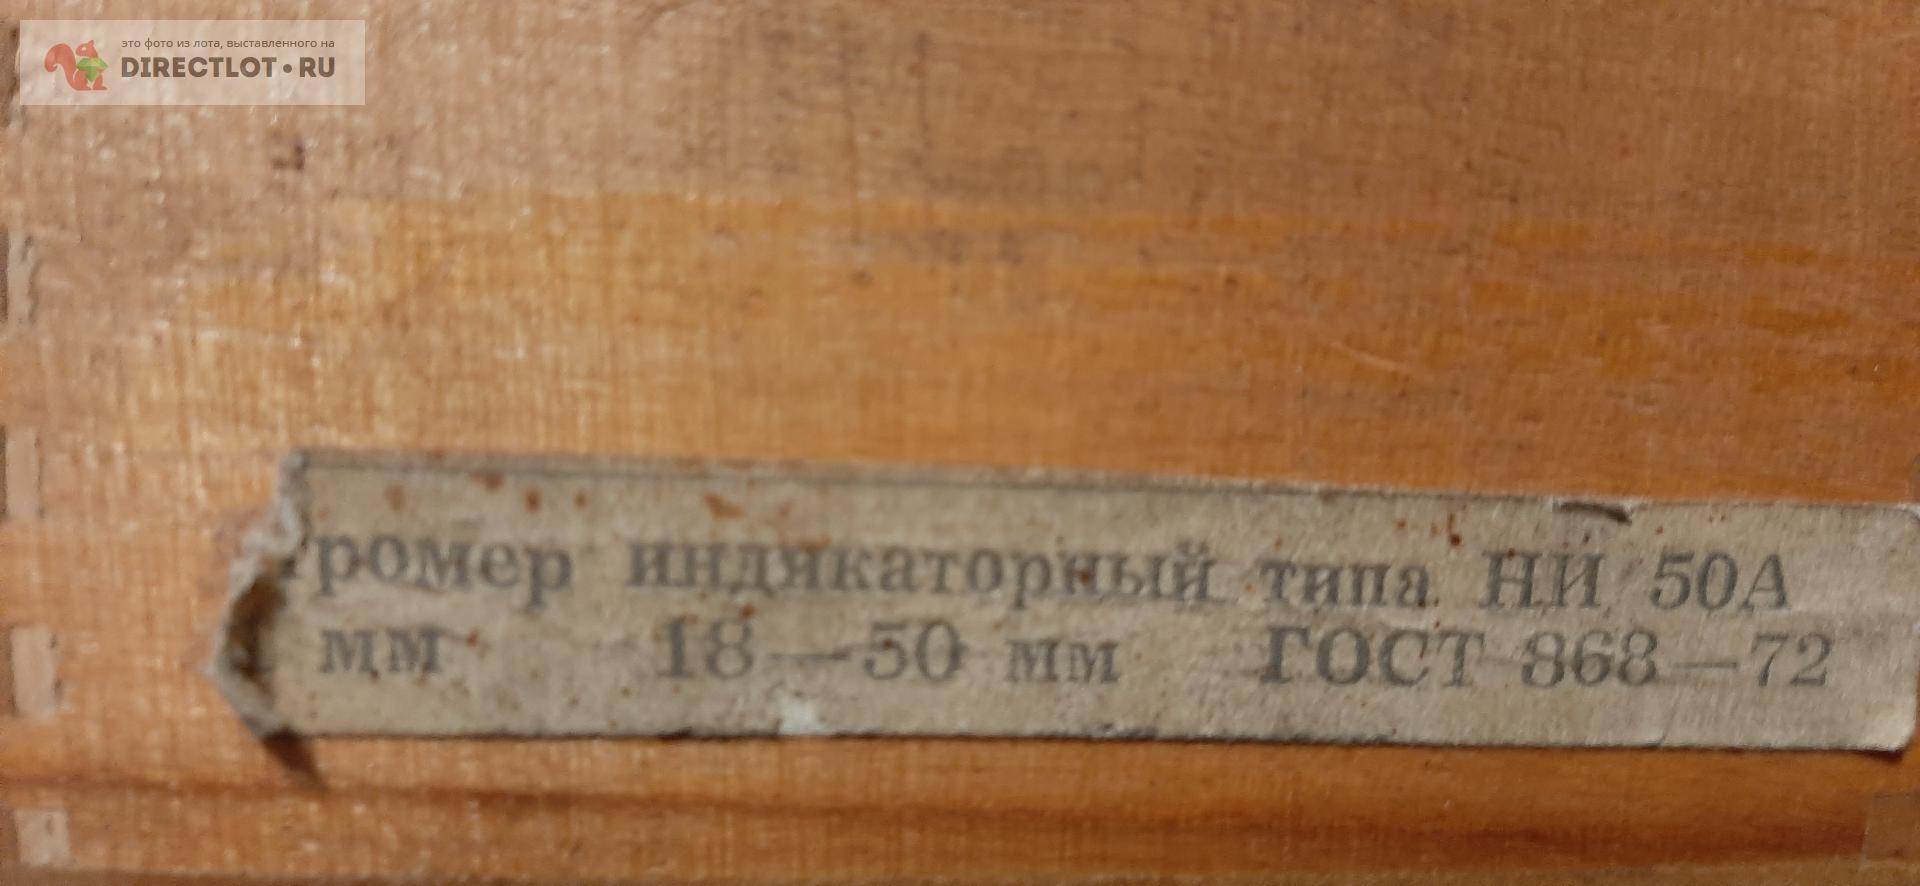 это фото из лота, выставленного на
DIRECTLOT•RU
тромер индикаторный типа НИ 50А
мм 18—50 мм ГОСТ 868—72